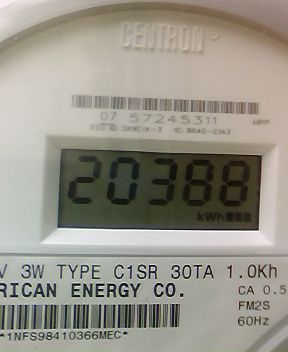 CENTRON®
07 57245311
HPP
20388
kWh
V 3W TYPE C1SR 30TA 1.0Kh
RICAN ENERGY CO.
CA 0.5
FM2S
60Hz
*1NFS98410366MEC*